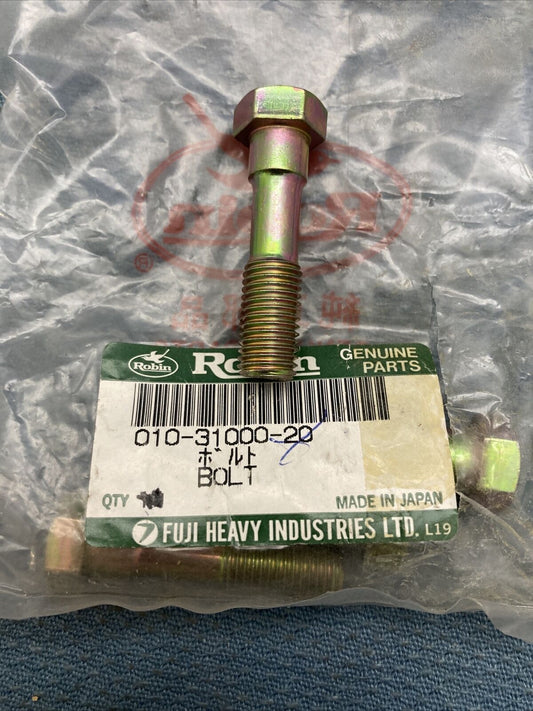 Robin
GENUINE
PARTS
010-31000-20
ボルト
BOLT
QTY
MADE IN JAPAN
FUJI HEAVY INDUSTRIES LTD. L19